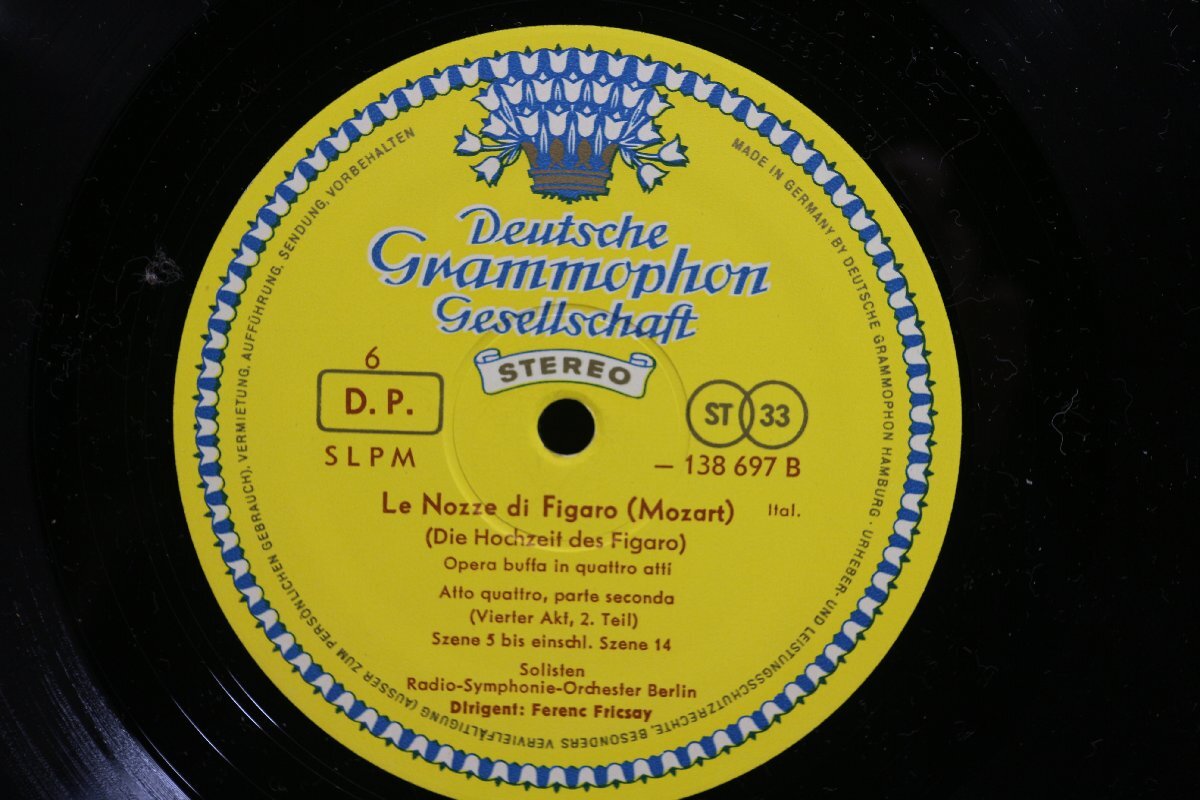 Deutsche
Grammophon
Gesellschaft
STEREO
6
D. P.
SLPM
ST 33
— 138 697 B
Le Nozze di Figaro (Mozart) Ital.
(Die Hochzeit des Figaro)
Opera buffa in quattro atti
Atto quattro, parte seconda
(Vierter Akt, 2. Teil)
Szene 5 bis einschl. Szene 14
Solisten
Radio-Symphonie-Orchester Berlin
Dirigent: Ferenc Fricsay
MADE IN GERMANY BY DEUTSCHE GRAMMOPHON HAMBURG · URHEBER- UND LEISTUNGSSCHUTZRECHTE, BESONDERS VERVIELFÄLTIGUNG (AUSSER ZUM PERSÖNLICHEN GEBRAUCH), VERMIETUNG, AUFFÜHRUNG, SENDUNG, VORBEHALTEN